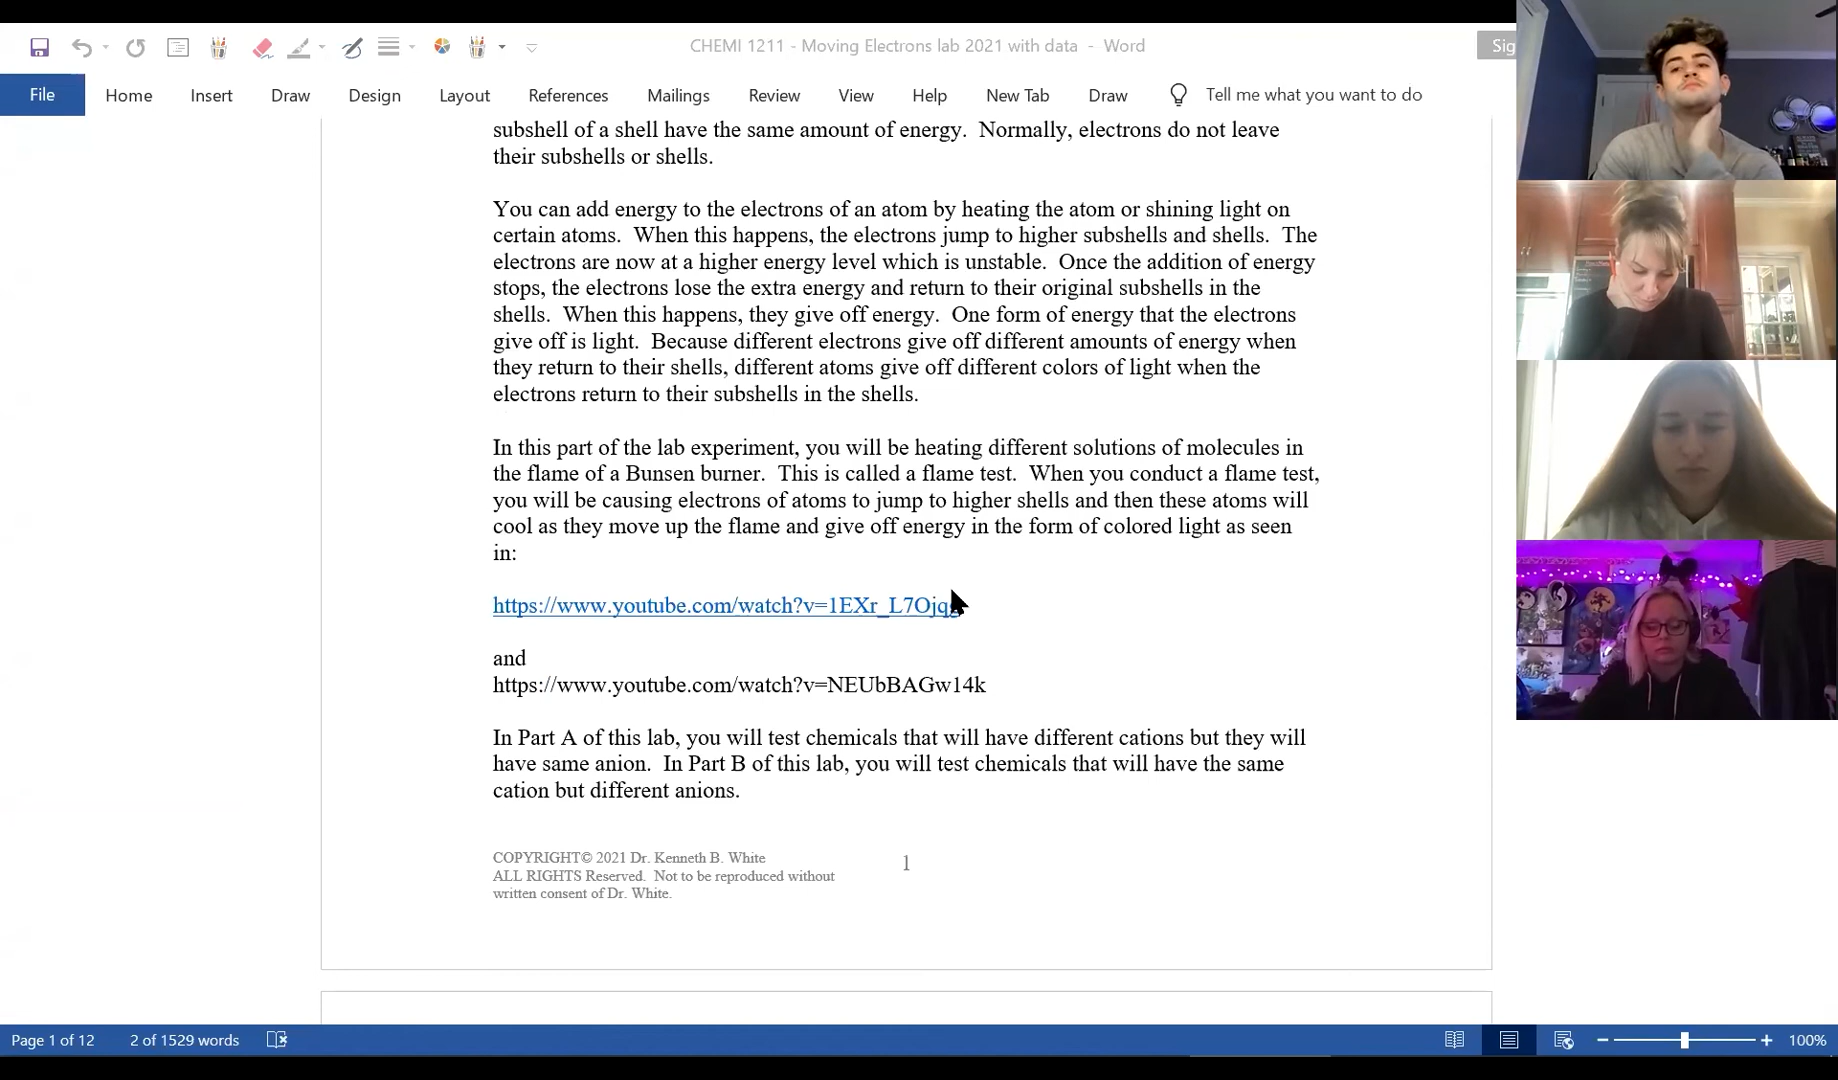 CHEMI 1211 - Moving Electrons lab 2021 with data - Word
Sig
File Home Insert Draw Design Layout References Mailings Review View Help New Tab Draw Tell me what you want to do
subshell of a shell have the same amount of energy. Normally, electrons do not leave
their subshells or shells.
You can add energy to the electrons of an atom by heating the atom or shining light on
certain atoms. When this happens, the electrons jump to higher subshells and shells. The
electrons are now at a higher energy level which is unstable. Once the addition of energy
stops, the electrons lose the extra energy and return to their original subshells in the
shells. When this happens, they give off energy. One form of energy that the electrons
give off is light. Because different electrons give off different amounts of energy when
they return to their shells, different atoms give off different colors of light when the
electrons return to their subshells in the shells.
In this part of the lab experiment, you will be heating different solutions of molecules in
the flame of a Bunsen burner. This is called a flame test. When you conduct a flame test,
you will be causing electrons of atoms to jump to higher shells and then these atoms will
cool as they move up the flame and give off energy in the form of colored light as seen
in:
and
https://www.youtube.com/watch?v=NEUbBAGw14k
In Part A of this lab, you will test chemicals that will have different cations but they will
have same anion. In Part B of this lab, you will test chemicals that will have the same
cation but different anions.
COPYRIGHT© 2021 Dr. Kenneth B. White
ALL RIGHTS Reserved. Not to be reproduced without
written consent of Dr. White.
1
Page 1 of 12 2 of 1529 words 100%